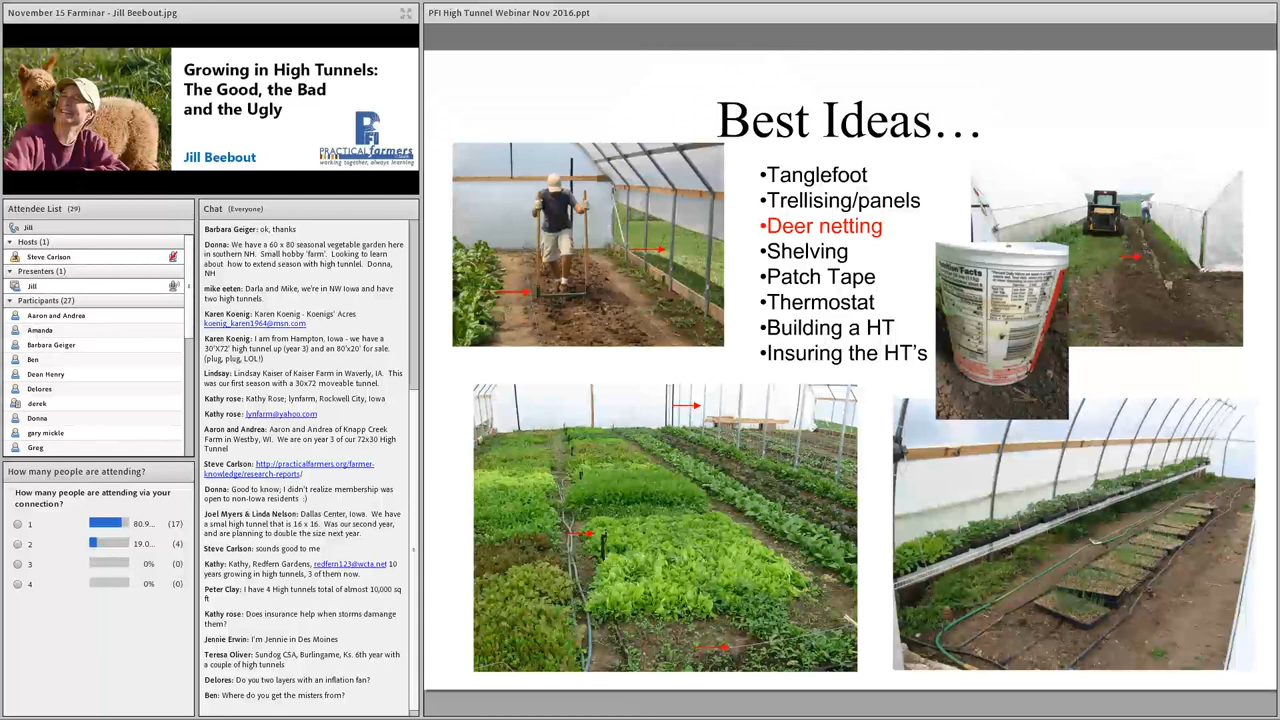 November 15 Farminar - Jill Beebout.jpg
Growing in High Tunnels:
The Good, the Bad
and the Ugly
PFI
PRACTICAL farmers
working together, always learning
Jill Beebout
Attendee List (29)
Jill
Hosts (1)
Steve Carlson
Presenters (1)
Jill
Participants (27)
Aaron and Andrea
Amanda
Barbara Geiger
Ben
Dean Henry
Delores
derek
Donna
gary mickle
Greg
How many people are attending?
How many people are attending via your
connection?
1 80.9... (17)
2 19.0... (4)
3 0% (0)
4 0% (0)
Chat (Everyone)
Barbara Geiger: ok, thanks
Donna: We have a 60 x 80 seasonal vegetable garden here
in southern NH. Small hobby 'farm'. Looking to learn
about how to extend season with high tunnlel. Donna,
NH
mike eeten: Darla and Mike, we're in NW Iowa and have
two high tunnels.
Karen Koenig: Karen Koenig - Koenigs' Acres
koenig_karen1964@msn.com
Karen Koenig: I am from Hampton, Iowa - we have a
30'X72' high tunnel up (year 3) and an 80'x20' for sale.
(plug, plug, LOL!)
Lindsay: Lindsay Kaiser of Kaiser Farm in Waverly, IA. This
was our first season with a 30x72 moveable tunnel.
Kathy rose: Kathy Rose; lynfarm, Rockwell City, Iowa
Kathy rose: lynfarm@yahoo.com
Aaron and Andrea: Aaron and Andrea of Knapp Creek
Farm in Westby, WI. We are on year 3 of our 72x30 High
Tunnel
Steve Carlson: http://practicalfarmers.org/farmer-
knowledge/research-reports/
Donna: Good to know; I didn't realize membership was
open to non-Iowa residents :)
Joel Myers & Linda Nelson: Dallas Center, Iowa. We have
a smal high tunnel that is 16 x 16. Was our second year,
and are planning to double the size next year.
Steve Carlson: sounds good to me
Kathy: Kathy, Redfern Gardens, redfern123@wcta.net 10
years growing in high tunnels, 3 of them now.
Peter Clay: I have 4 High tunnels total of almost 10,000 sq
ft
Kathy rose: Does insurance help when storms damange
them?
Jennie Erwin: I'm Jennie in Des Moines
Teresa Oliver: Sundog CSA, Burlingame, Ks. 6th year with
a couple of high tunnels
Delores: Do you two layers with an inflation fan?
Ben: Where do you get the misters from?
PFI High Tunnel Webinar Nov 2016.ppt
Best Ideas…
•Tanglefoot
•Trellising/panels
•Deer netting
•Shelving
•Patch Tape
•Thermostat
•Building a HT
•Insuring the HT's